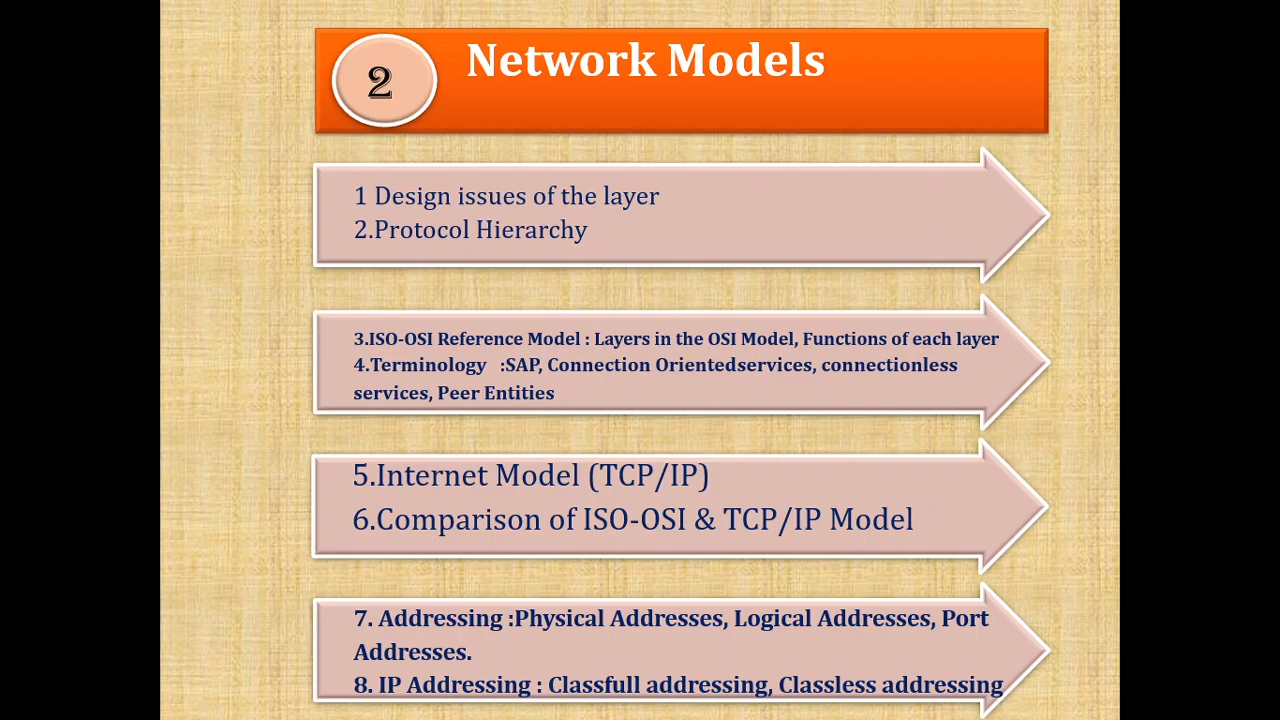 2
Network Models
1 Design issues of the layer
2.Protocol Hierarchy
3.ISO-OSI Reference Model : Layers in the OSI Model, Functions of each layer
4.Terminology :SAP, Connection Orientedservices, connectionless
services, Peer Entities
5.Internet Model (TCP/IP)
6.Comparison of ISO-OSI & TCP/IP Model
7. Addressing :Physical Addresses, Logical Addresses, Port
Addresses.
8. IP Addressing : Classfull addressing, Classless addressing